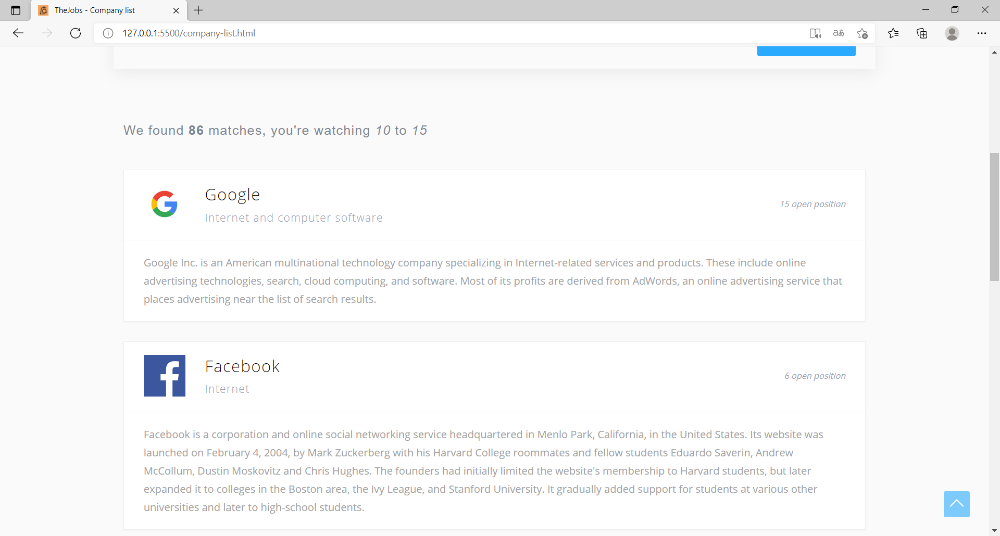 TheJobs - Company list
127.0.0.1:5500/company-list.html
We found 86 matches, you're watching 10 to 15
Google
Internet and computer software
15 open position
Google Inc. is an American multinational technology company specializing in Internet-related services and products. These include online
advertising technologies, search, cloud computing, and software. Most of its profits are derived from AdWords, an online advertising service that
places advertising near the list of search results.
Facebook
Internet
6 open position
Facebook is a corporation and online social networking service headquartered in Menlo Park, California, in the United States. Its website was
launched on February 4, 2004, by Mark Zuckerberg with his Harvard College roommates and fellow students Eduardo Saverin, Andrew
McCollum, Dustin Moskovitz and Chris Hughes. The founders had initially limited the website's membership to Harvard students, but later
expanded it to colleges in the Boston area, the Ivy League, and Stanford University. It gradually added support for students at various other
universities and later to high-school students.